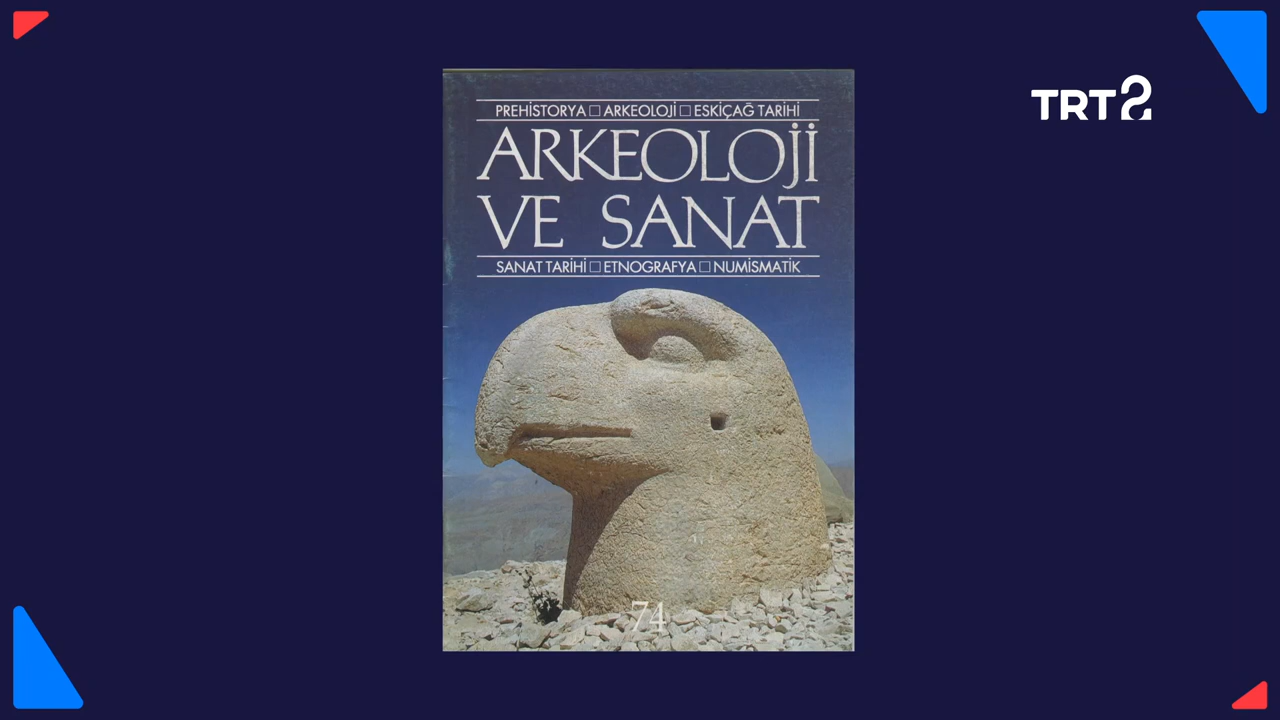 PREHİSTORYA □ ARKEOLOJİ □ ESKİÇAĞ TARİHİ
ARKEOLOJİ
VE SANAT
SANAT TARİHİ □ ETNOGRAFYA □ NUMİSMATİK
74
TRT2